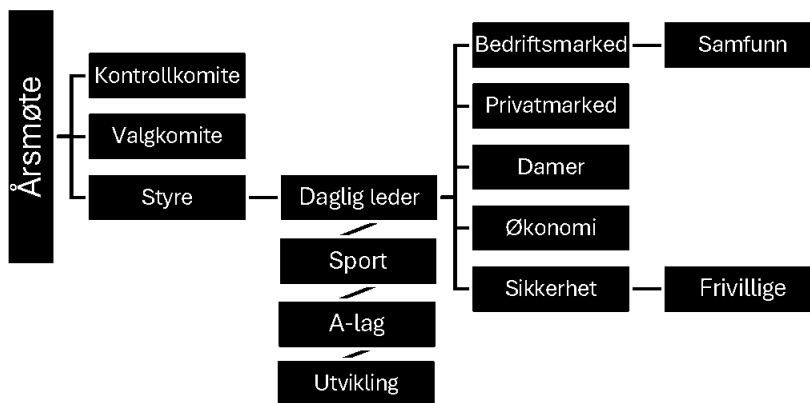 Årsmøte
Kontrollkomite
Valgkomite
Styre
Daglig leder
Sport
A-lag
Utvikling
Bedriftsmarked
Samfunn
Privatmarked
Damer
Økonomi
Sikkerhet
Frivillige